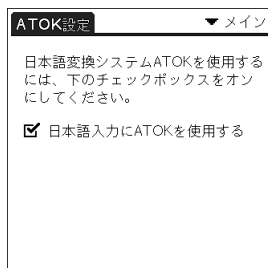 ATOK設定
メイン
日本語変換システムATOKを使用する
には、下のチェックボックスをオン
にしてください。
日本語入力にATOKを使用する